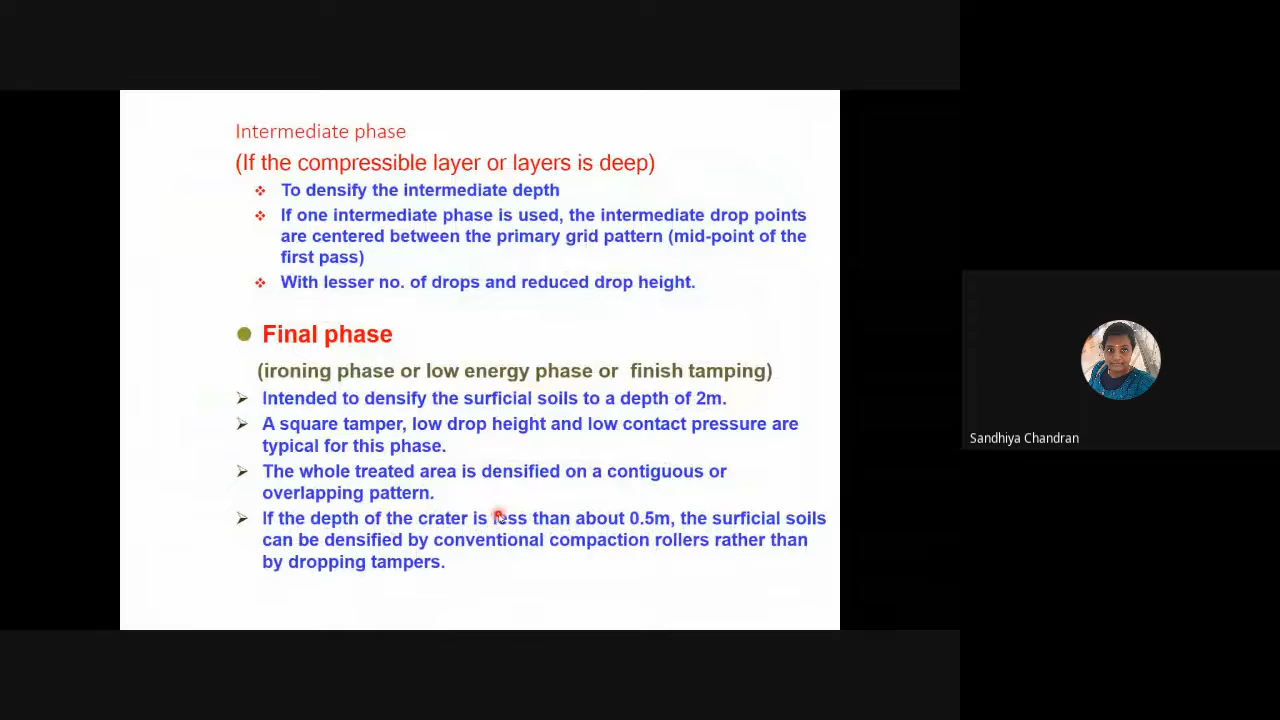 Intermediate phase
(If the compressible layer or layers is deep)
To densify the intermediate depth
If one intermediate phase is used, the intermediate drop points
are centered between the primary grid pattern (mid-point of the
first pass)
With lesser no. of drops and reduced drop height.
Final phase
(ironing phase or low energy phase or finish tamping)
Intended to densify the surficial soils to a depth of 2m.
A square tamper, low drop height and low contact pressure are
typical for this phase.
The whole treated area is densified on a contiguous or
overlapping pattern.
If the depth of the crater is less than about 0.5m, the surficial soils
can be densified by conventional compaction rollers rather than
by dropping tampers.
Sandhiya Chandran